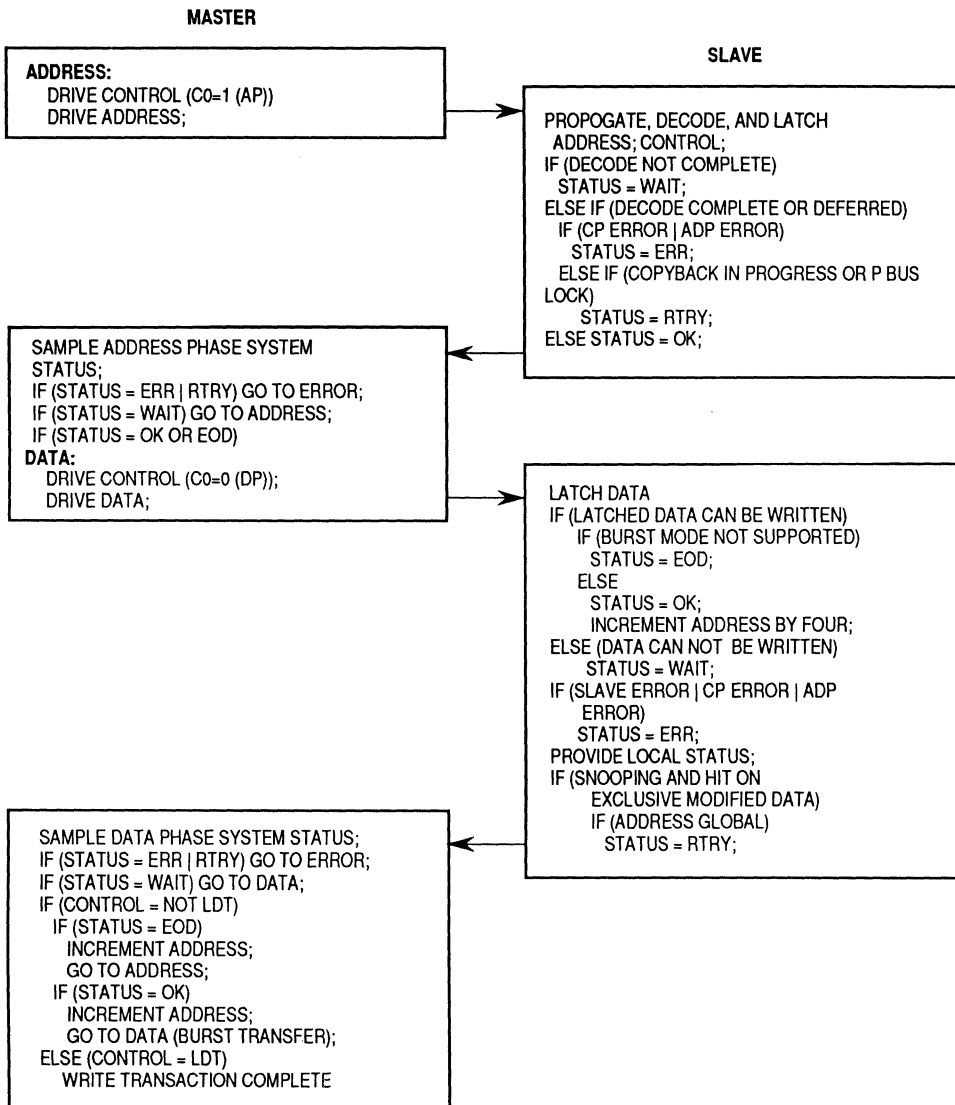 MASTER
ADDRESS:
DRIVE CONTROL (C0=1 (AP))
DRIVE ADDRESS;
SLAVE
PROPOGATE, DECODE, AND LATCH
ADDRESS; CONTROL;
IF (DECODE NOT COMPLETE)
STATUS = WAIT;
ELSE IF (DECODE COMPLETE OR DEFERRED)
IF (CP ERROR | ADP ERROR)
STATUS = ERR;
ELSE IF (COPYBACK IN PROGRESS OR P BUS
LOCK)
STATUS = RTRY;
ELSE STATUS = OK;
SAMPLE ADDRESS PHASE SYSTEM
STATUS;
IF (STATUS = ERR | RTRY) GO TO ERROR;
IF (STATUS = WAIT) GO TO ADDRESS;
IF (STATUS = OK OR EOD)
DATA:
DRIVE CONTROL (C0=0 (DP));
DRIVE DATA;
LATCH DATA
IF (LATCHED DATA CAN BE WRITTEN)
IF (BURST MODE NOT SUPPORTED)
STATUS = EOD;
ELSE
STATUS = OK;
INCREMENT ADDRESS BY FOUR;
ELSE (DATA CAN NOT BE WRITTEN)
STATUS = WAIT;
IF (SLAVE ERROR | CP ERROR | ADP
ERROR)
STATUS = ERR;
PROVIDE LOCAL STATUS;
IF (SNOOPING AND HIT ON
EXCLUSIVE MODIFIED DATA)
IF (ADDRESS GLOBAL)
STATUS = RTRY;
SAMPLE DATA PHASE SYSTEM STATUS;
IF (STATUS = ERR | RTRY) GO TO ERROR;
IF (STATUS = WAIT) GO TO DATA;
IF (CONTROL = NOT LDT)
IF (STATUS = EOD)
INCREMENT ADDRESS;
GO TO ADDRESS;
IF (STATUS = OK)
INCREMENT ADDRESS;
GO TO DATA (BURST TRANSFER);
ELSE (CONTROL = LDT)
WRITE TRANSACTION COMPLETE